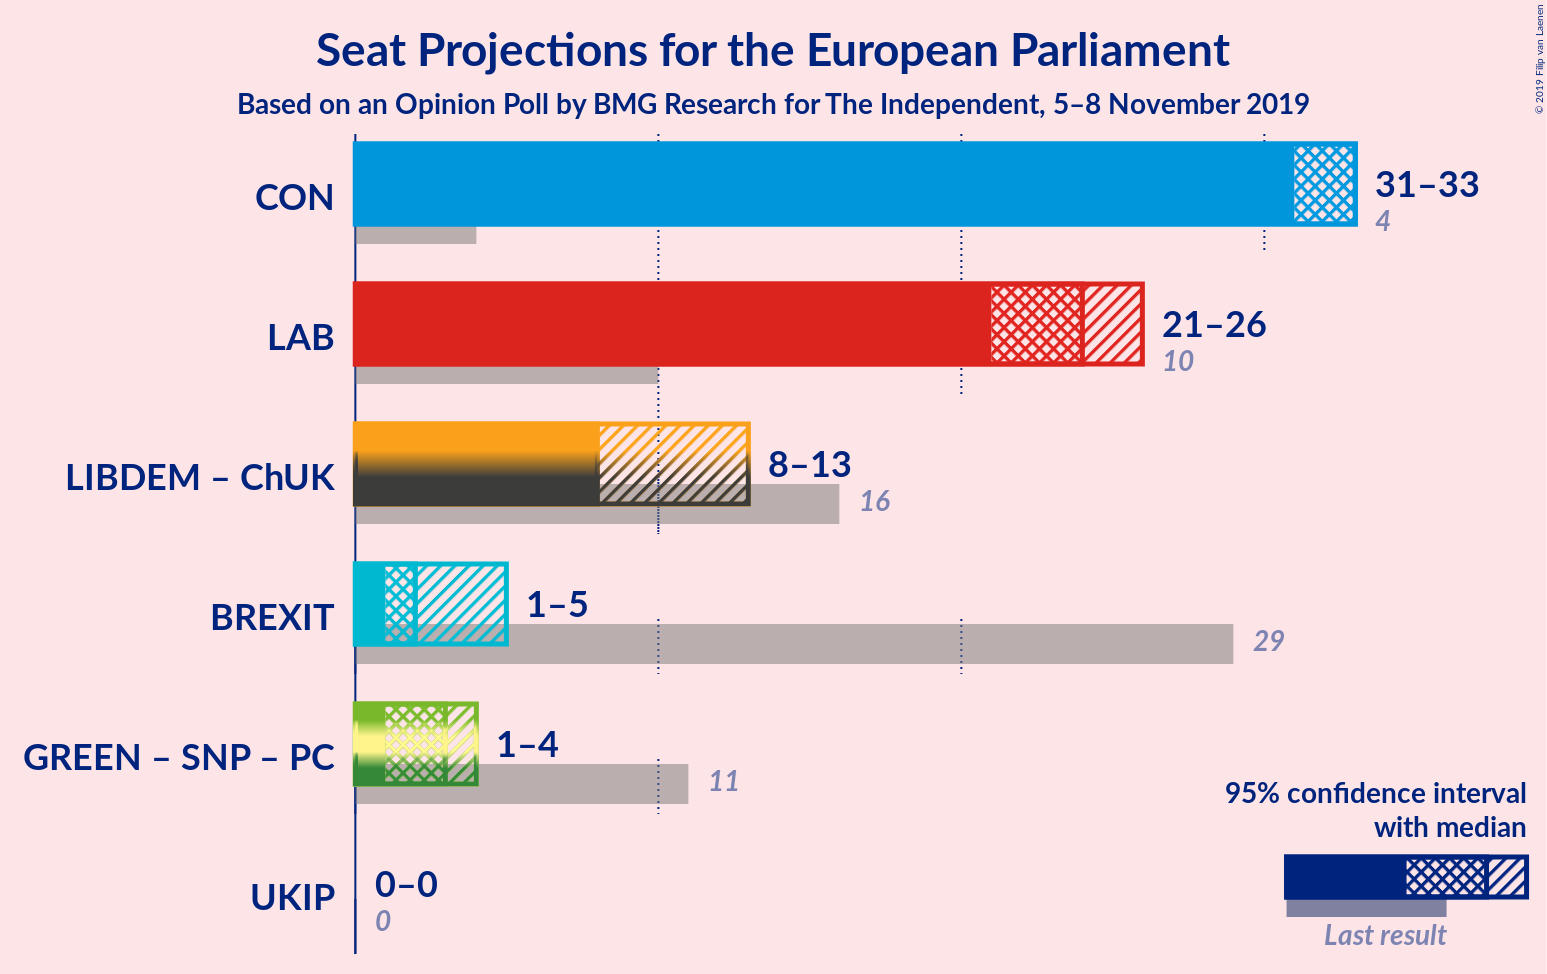 Seat Projections for the European Parliament
Based on an Opinion Poll by BMG Research for The Independent, 5–8 November 2019
© 2019 Filip van Laenen
CON
31–33
4
LAB
21–26
10
LIBDEM – ChUK
8–13
16
BREXIT
1–5
29
GREEN – SNP – PC
1–4
11
UKIP
0–0
0
95% confidence interval
with median
Last result